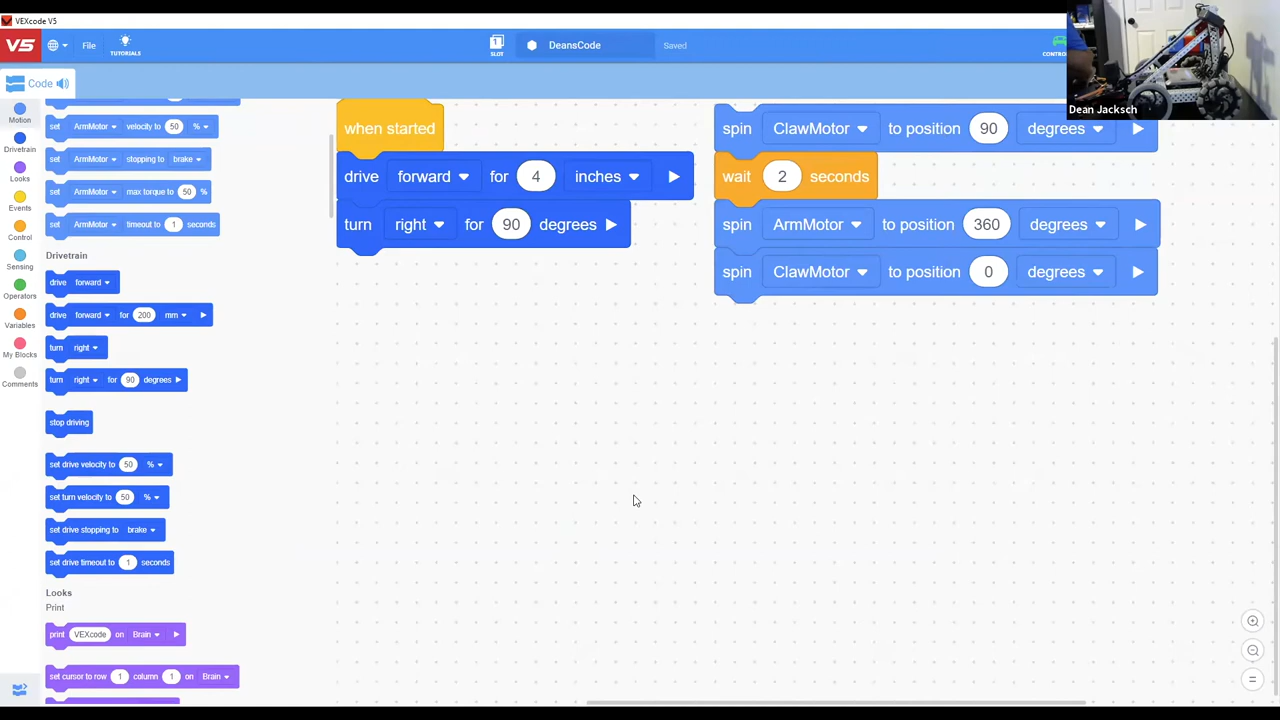 VEXcode V5
V5
File
TUTORIALS
1
SLOT
DeansCode
Saved
Code
Dean Jacksch
Motion
Drivetrain
Looks
Events
Control
Sensing
Operators
Variables
My Blocks
Comments
set ArmMotor velocity to 50 %
set ArmMotor stopping to brake
set ArmMotor max torque to 50 %
set ArmMotor timeout to 1 seconds
Drivetrain
drive forward
drive forward for 200 mm
turn right
turn right for 90 degrees
stop driving
set drive velocity to 50 %
set turn velocity to 50 %
set drive stopping to brake
set drive timeout to 1 seconds
Looks
Print
print VEXcode on Brain
set cursor to row 1 column 1 on Brain
when started
drive forward for 4 inches
turn right for 90 degrees
spin ClawMotor to position 90 degrees
wait 2 seconds
spin ArmMotor to position 360 degrees
spin ClawMotor to position 0 degrees